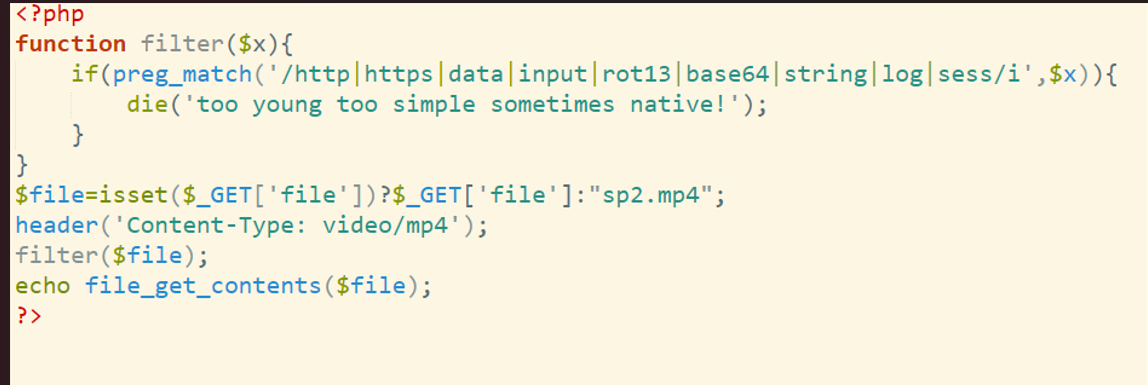 <?php
function filter($x){
    if(preg_match('/http|https|data|input|rot13|base64|string|log|sess/i',$x)){
        die('too young too simple sometimes native!');
    }
}
$file=isset($_GET['file'])?$_GET['file']:"sp2.mp4";
header('Content-Type: video/mp4');
filter($file);
echo file_get_contents($file);
?>